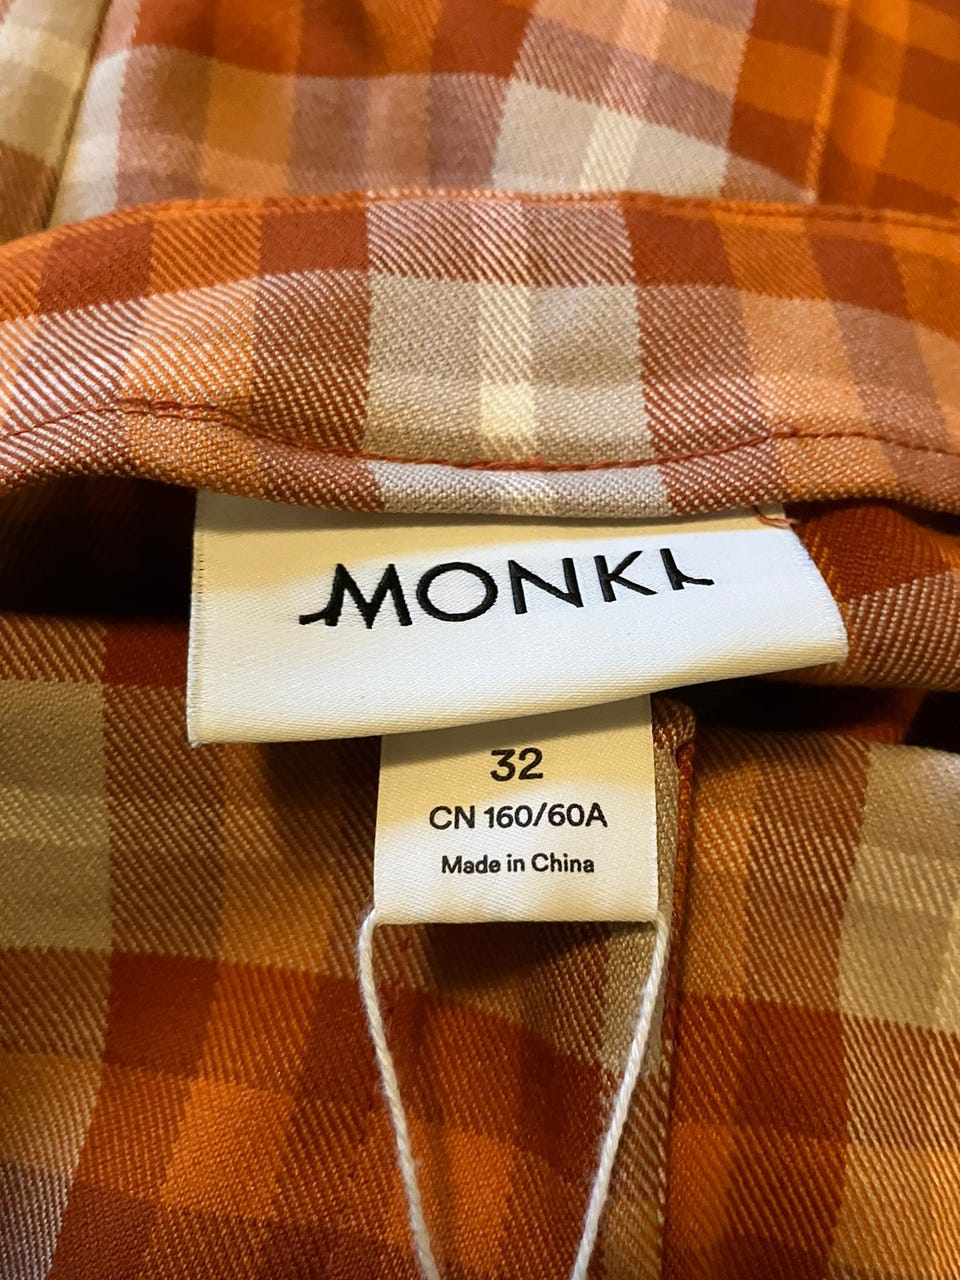 MONKI
32
CN 160/60A
Made in China